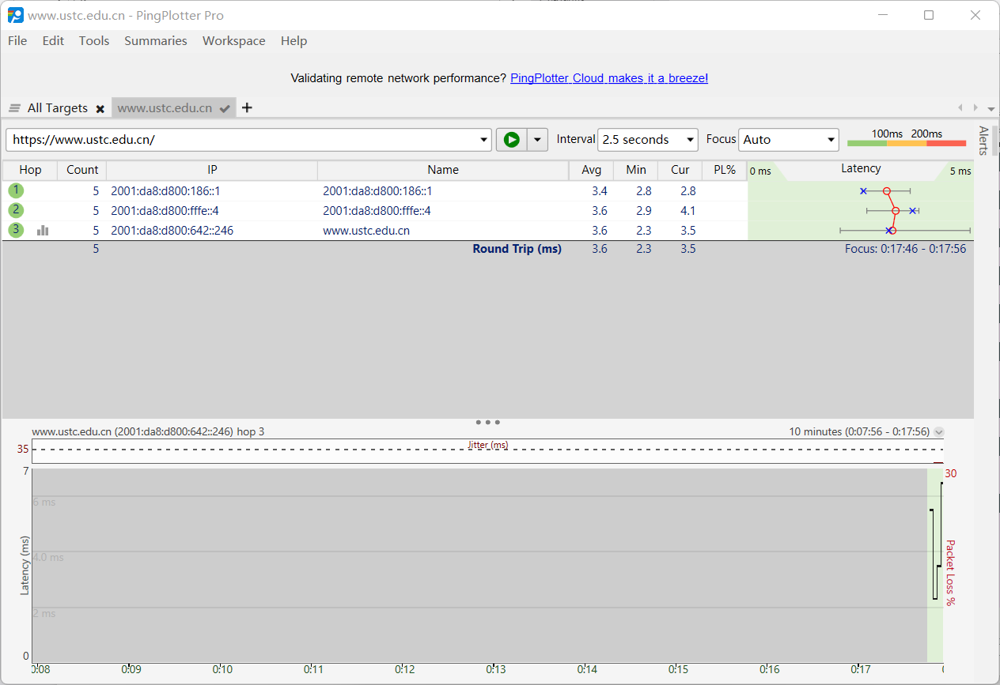 www.ustc.edu.cn - PingPlotter Pro
File Edit Tools Summaries Workspace Help
Validating remote network performance? PingPlotter Cloud makes it a breeze!
All Targets www.ustc.edu.cn
https://www.ustc.edu.cn/ Interval 2.5 seconds Focus Auto 100ms 200ms
Alerts
Hop Count IP Name Avg Min Cur PL% 0 ms Latency 5 ms
1 5 2001:da8:d800:186::1 2001:da8:d800:186::1 3.4 2.8 2.8
2 5 2001:da8:d800:fffe::4 2001:da8:d800:fffe::4 3.6 2.9 4.1
3 5 2001:da8:d800:642::246 www.ustc.edu.cn 3.6 2.3 3.5
5 Round Trip (ms) 3.6 2.3 3.5 Focus: 0:17:46 - 0:17:56
www.ustc.edu.cn (2001:da8:d800:642::246) hop 3 10 minutes (0:07:56 - 0:17:56)
35 Jitter (ms)
7 30
6 ms
4.0 ms
2 ms
0
Latency (ms)
Packet Loss %
0:08 0:09 0:10 0:11 0:12 0:13 0:14 0:15 0:16 0:17